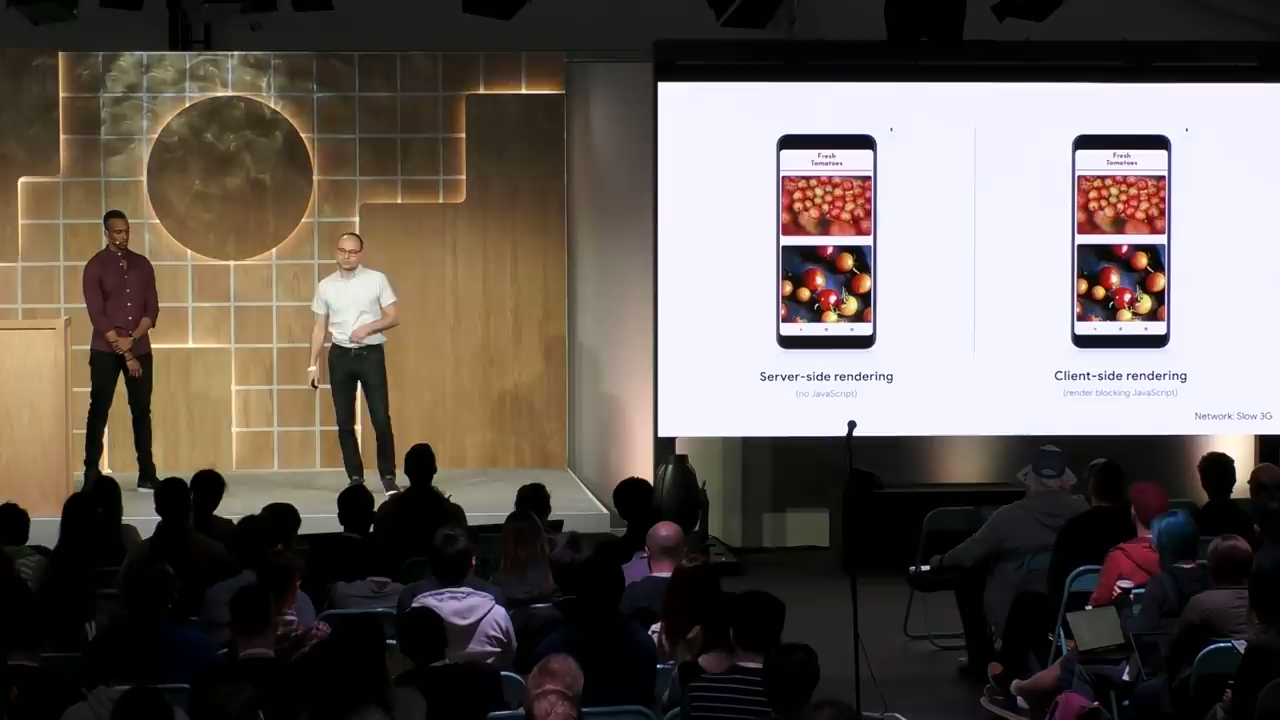 Fresh
Tomatoes
Server-side rendering
(no JavaScript)
Fresh
Tomatoes
Client-side rendering
(render blocking JavaScript)
Network: Slow 3G